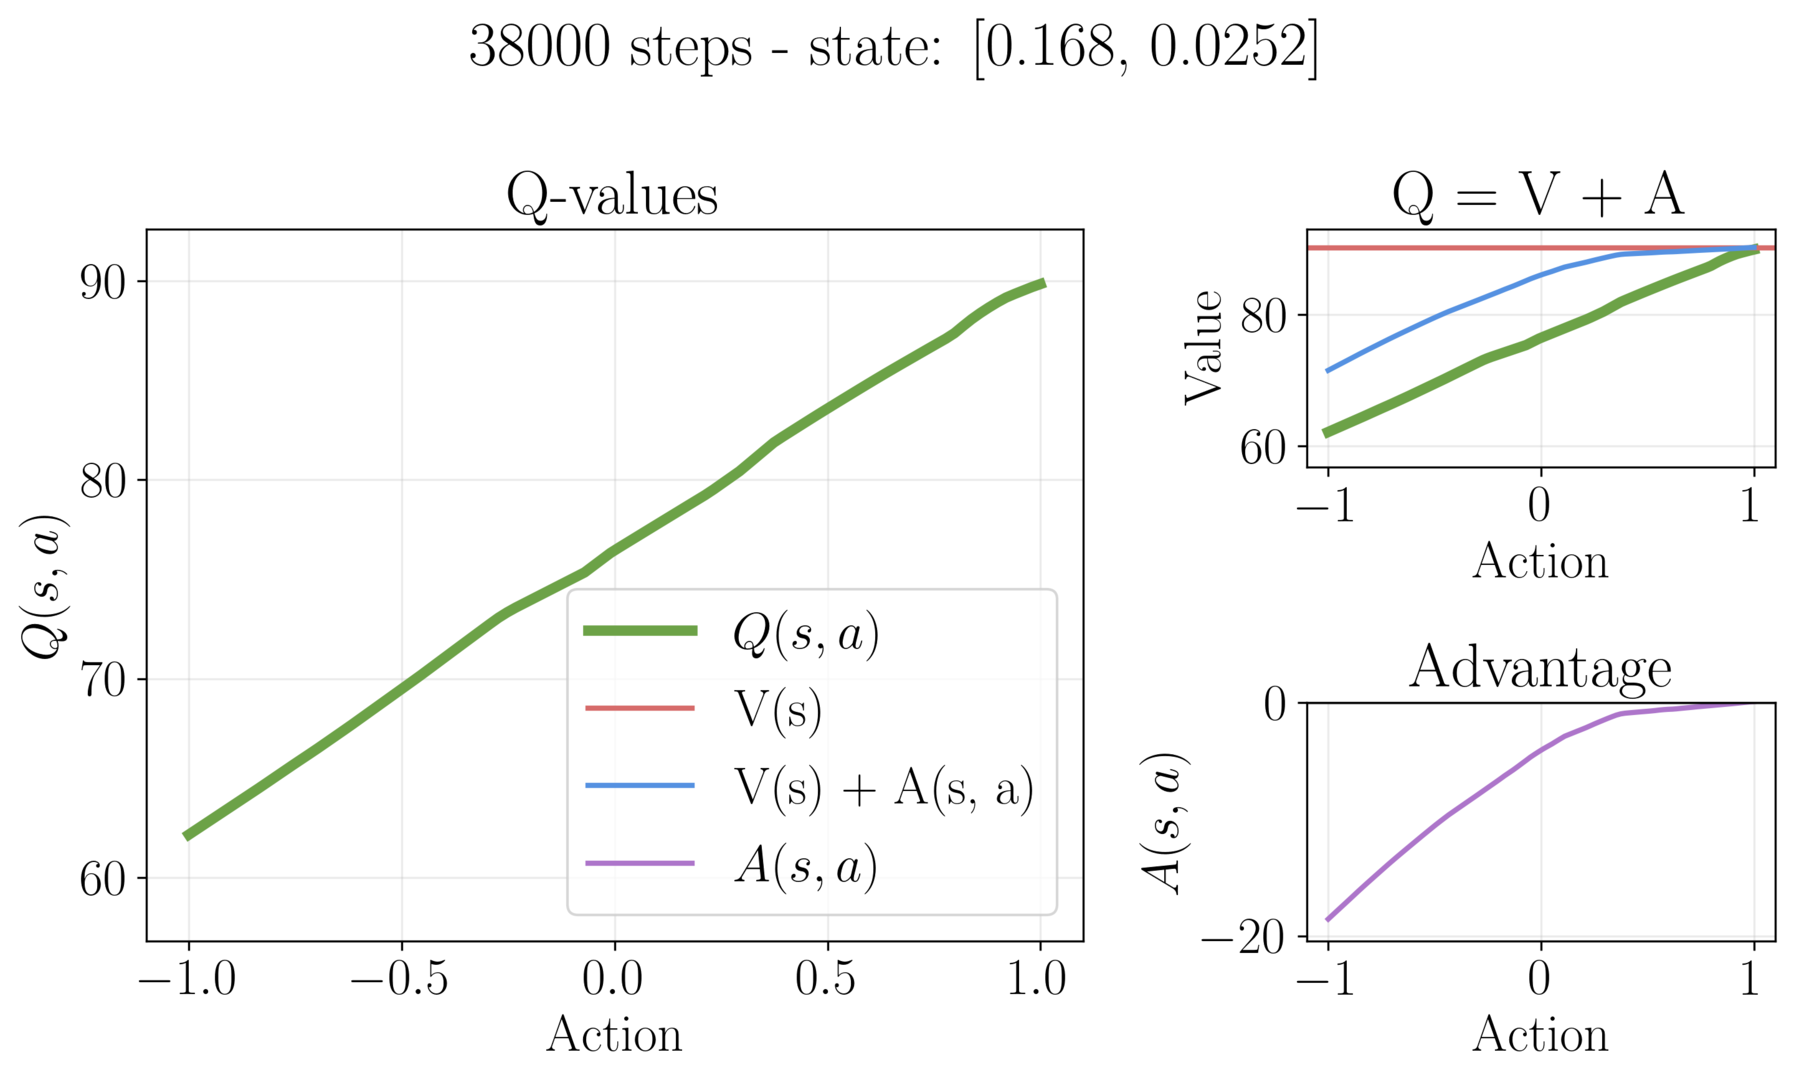 38000 steps - state: [0.168, 0.0252]
Q-values
Q(s, a)
90
80
70
60
−1.0 −0.5 0.0 0.5 1.0
Action
Q(s, a)
V(s)
V(s) + A(s, a)
A(s, a)
Q = V + A
Value
80
60
−1 0 1
Action
Advantage
A(s, a)
0
−20
−1 0 1
Action